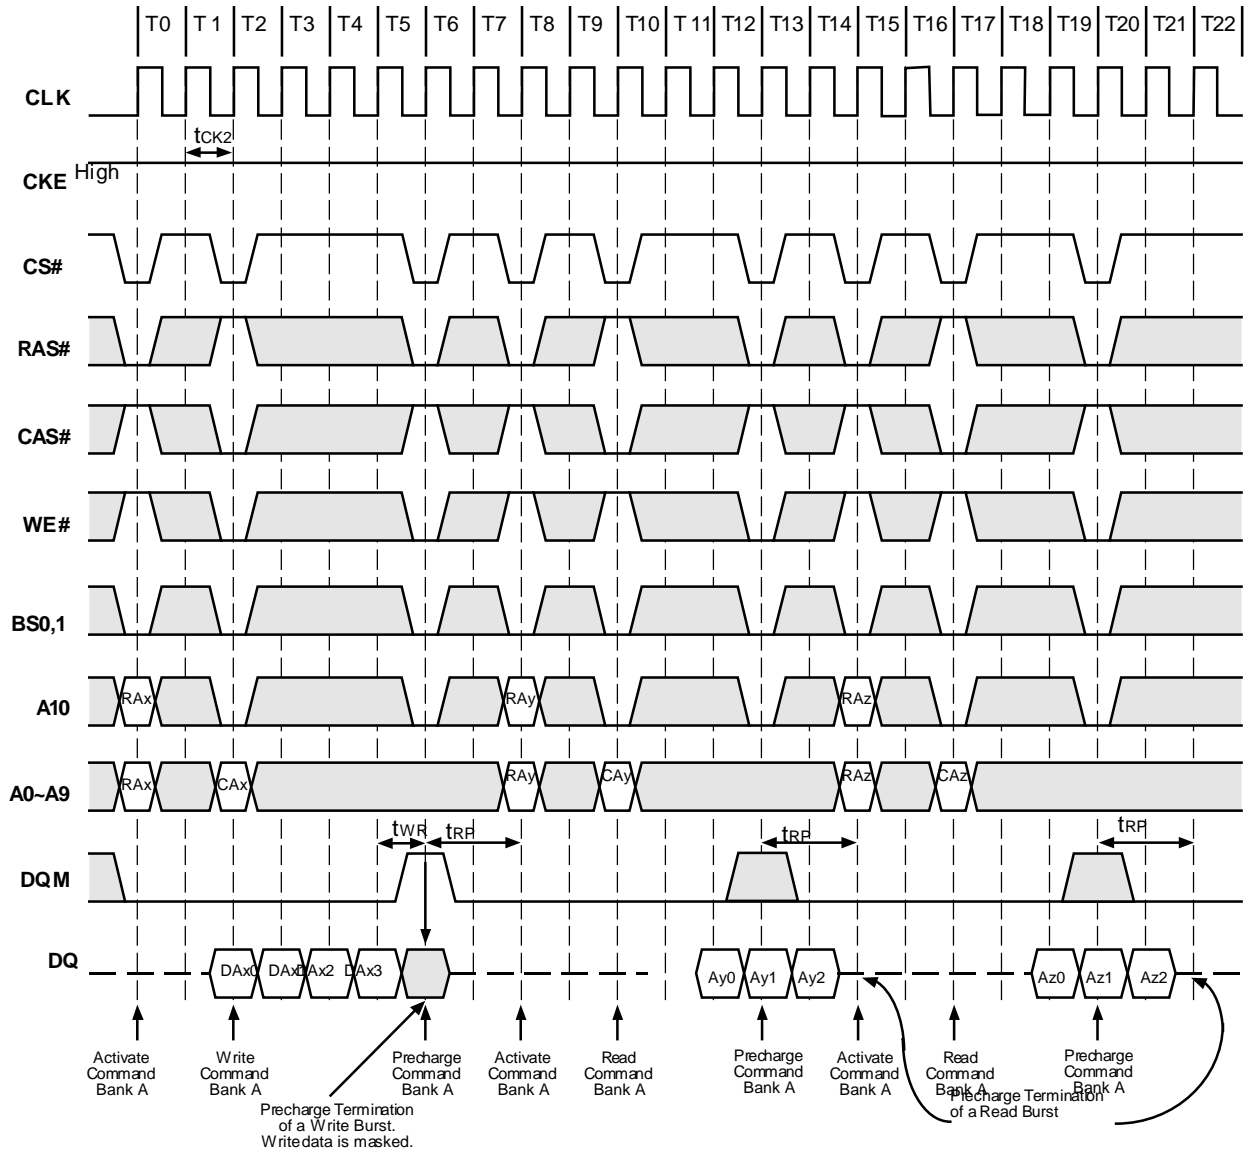 T0 T1 T2 T3 T4 T5 T6 T7 T8 T9 T10 T11 T12 T13 T14 T15 T16 T17 T18 T19 T20 T21 T22
CLK
tCK2
CKE High
CS#
RAS#
CAS#
WE#
BS0,1
A10 RAx RAy RAz
A0~A9 RAx CAx RAy CAy RAz CAz
tWR tRP tRP tRP
DQM
DQ DAx0 DAx1 DAx2 DAx3 Ay0 Ay1 Ay2 Az0 Az1 Az2
Activate Command Bank A
Write Command Bank A
Precharge Command Bank A
Activate Command Bank A
Read Command Bank A
Precharge Command Bank A
Activate Command Bank A
Read Command Bank A
Precharge Command Bank A
Precharge Termination
of a Write Burst.
Write data is masked.
Precharge Termination
of a Read Burst